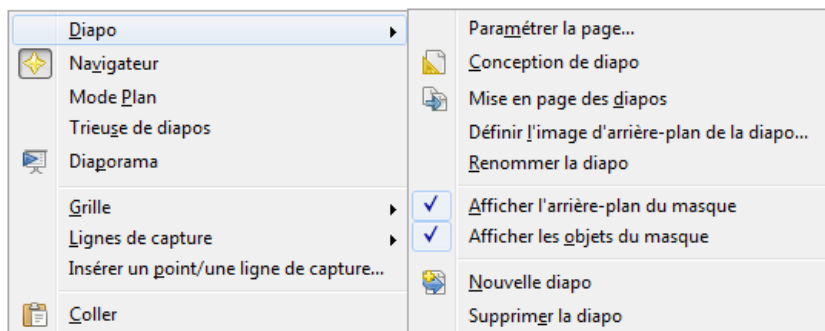 Diapo
Navigateur
Mode Plan
Trieuse de diapos
Diaporama
Grille
Lignes de capture
Insérer un point/une ligne de capture...
Coller
Paramétrer la page...
Conception de diapo
Mise en page des diapos
Définir l'image d'arrière-plan de la diapo...
Renommer la diapo
Afficher l'arrière-plan du masque
Afficher les objets du masque
Nouvelle diapo
Supprimer la diapo